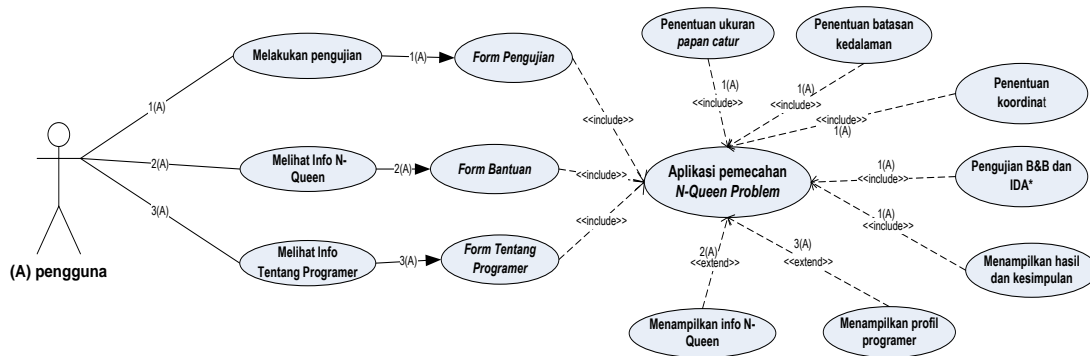 Penentuan ukuran
papan catur
Penentuan batasan
kedalaman
Melakukan pengujian
1(A)
Form Pengujian
1(A)
<<include>>
1(A)
<<include>>
Penentuan
koordinat
<<include>>
1(A)
1(A)
<<include>>
(A) pengguna
2(A)
Melihat Info N-
Queen
2(A)
Form Bantuan
<<include>>
Aplikasi pemecahan
N-Queen Problem
1(A)
<<include>>
Pengujian B&B dan
IDA*
3(A)
Melihat Info
Tentang Programer
3(A)
Form Tentang
Programer
<<include>>
1(A)
<<include>>
Menampilkan hasil
dan kesimpulan
2(A)
<<extend>>
3(A)
<<extend>>
Menampilkan info N-
Queen
Menampilkan profil
programer